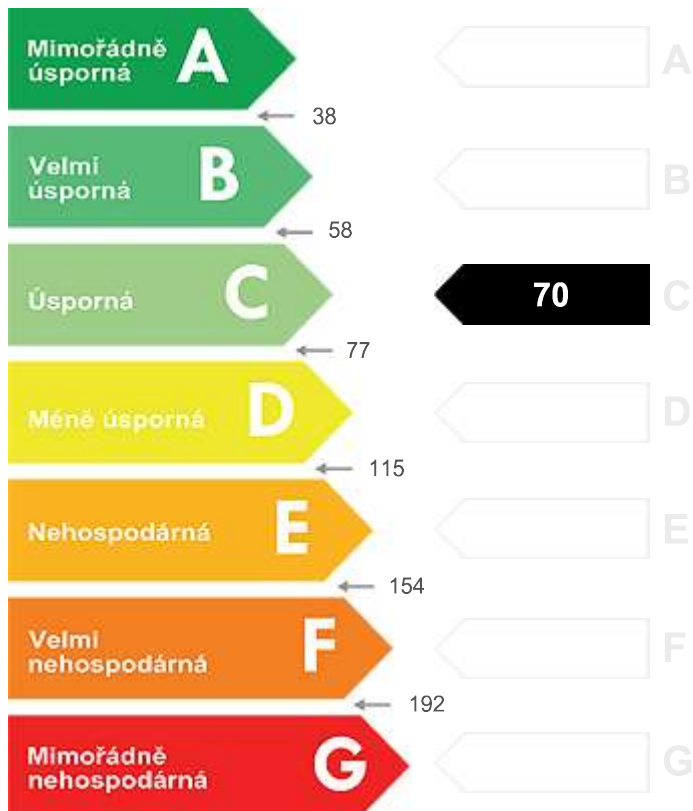 Mimořádně
úsporná
A
A
38
Velmi
úsporná
B
B
58
Úsporná
C
70
C
77
Méně úsporná
D
D
115
Nehospodárná
E
E
154
Velmi
nehospodárná
F
F
192
Mimořádně
nehospodárná
G
G